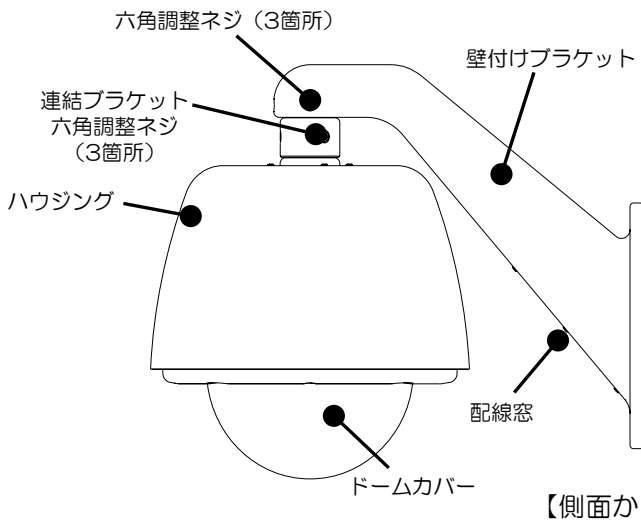 六角調整ネジ（3箇所）
壁付けブラケット
連結ブラケット
六角調整ネジ
（3箇所）
ハウジング
配線窓
ドームカバー
【側面か